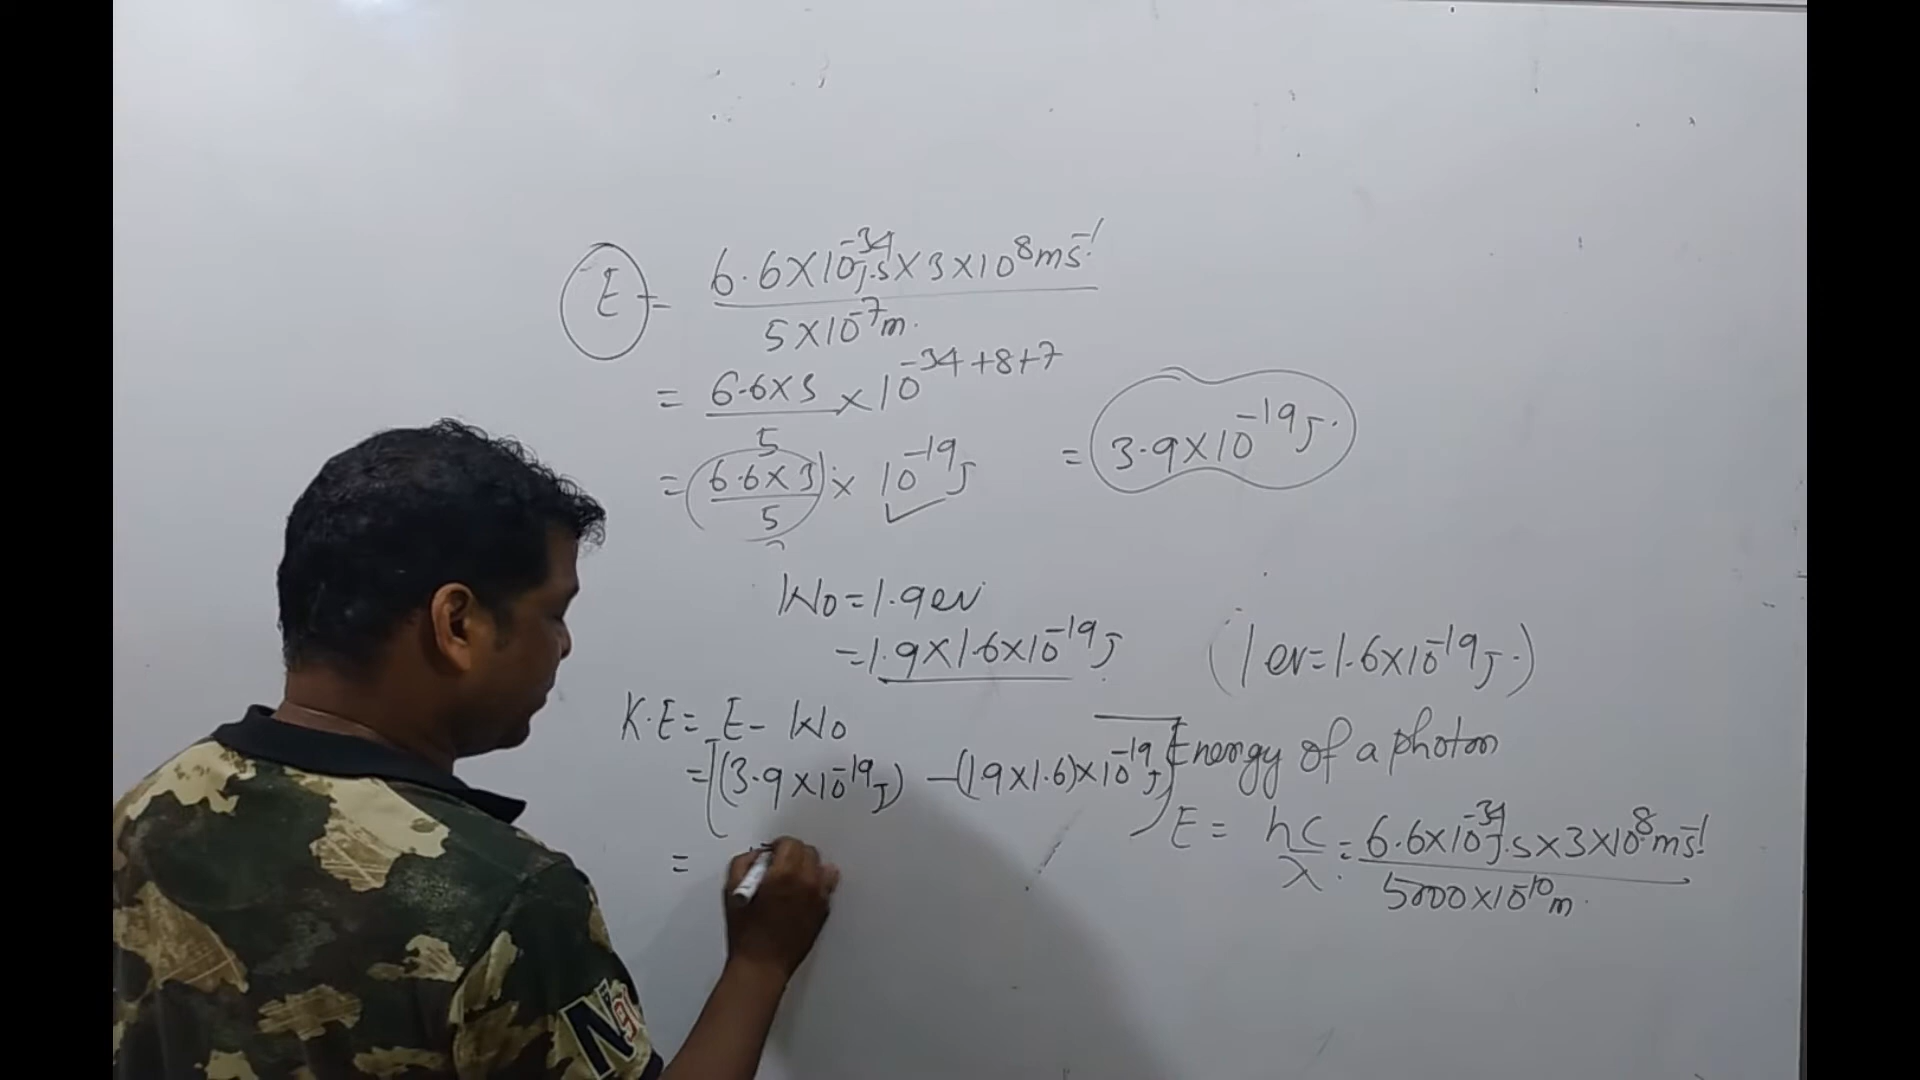 E = 6.6×10⁻³⁴J.s×3×10⁸ms⁻¹
5×10⁻⁷m.
= 6.6×3 ×10⁻³⁴⁺⁸⁺⁷
5
= 6.6×3 × 10⁻¹⁹J
5
= 3.9×10⁻¹⁹J.
W0=1.9ev
=1.9×1.6×10⁻¹⁹J
(1ev=1.6×10⁻¹⁹J.)
K.E= E- W0
=[(3.9×10⁻¹⁹J) -(1.9×1.6)×10⁻¹⁹J]
=
Energy of a photon
E = hc = 6.6×10⁻³⁴J.s×3×10⁸ms⁻¹
λ 5000×10⁻¹⁰m.
N